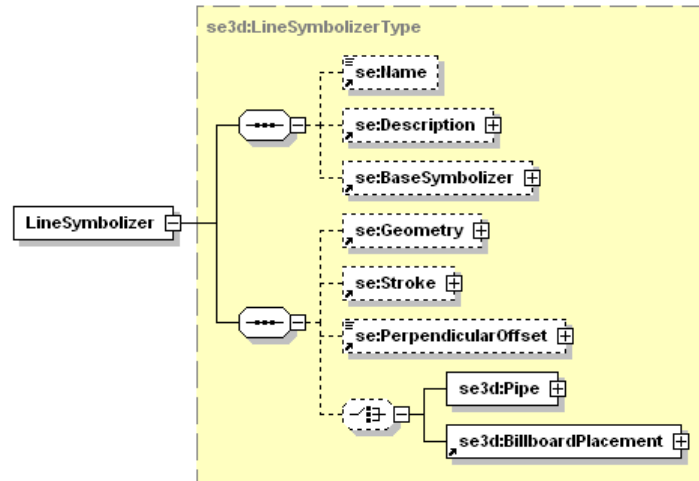 se3d:LineSymbolizerType
se:Name
se:Description
se:BaseSymbolizer
LineSymbolizer
se:Geometry
se:Stroke
se:PerpendicularOffset
se3d:Pipe
se3d:BillboardPlacement